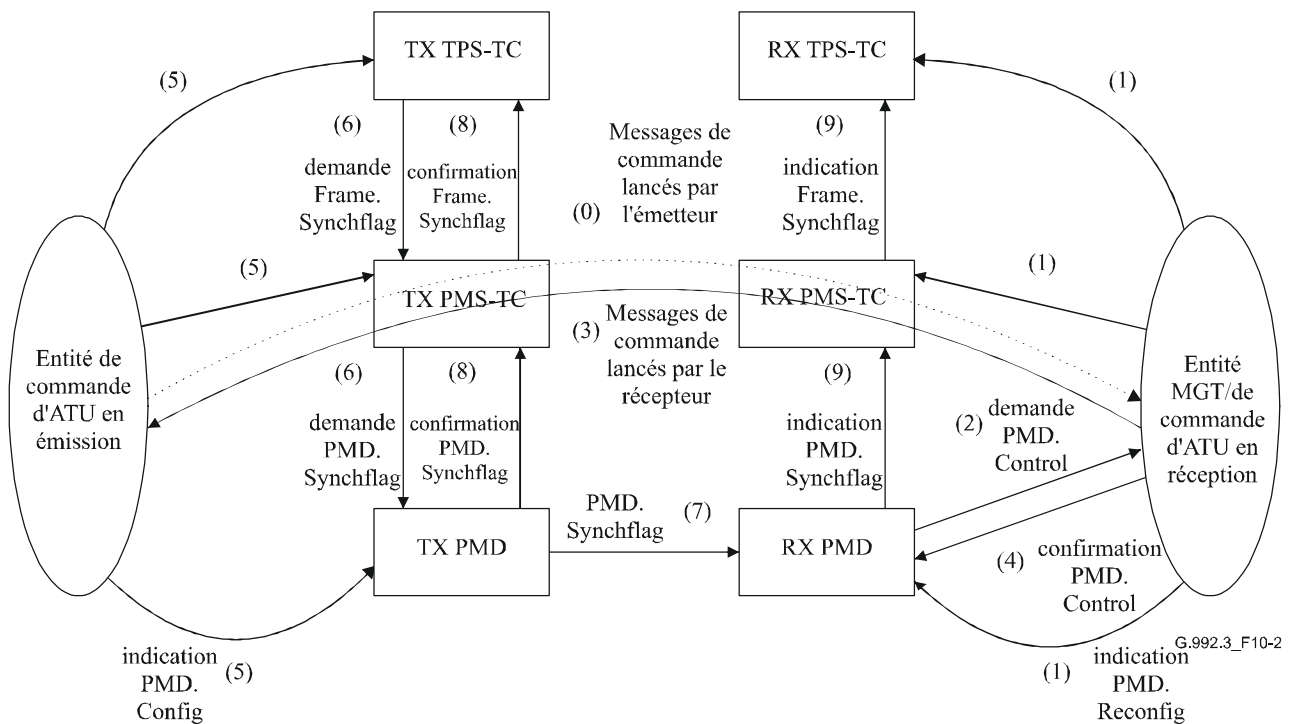 TX TPS-TC
RX TPS-TC
(5)
(1)
(6)
(8)
(9)
demande
Frame.
Synchflag
confirmation
Frame.
Synchflag
Messages de
commande
lancés par
l'émetteur
(0)
indication
Frame.
Synchflag
(5)
(1)
TX PMS-TC
RX PMS-TC
(3)
Messages de
commande
lancés par le
récepteur
Entité de
commande
d'ATU en
émission
Entité
MGT/de
commande
d'ATU en
réception
(6)
(8)
(9)
demande
PMD.
Synchflag
confirmation
PMD.
Synchflag
indication
PMD.
Synchflag
(2)
demande
PMD.
Control
PMD.
Synchflag
(7)
TX PMD
RX PMD
(4)
confirmation
PMD.
Control
G.992.3_F10-2
indication
PMD.
Config
(5)
(1)
indication
PMD.
Reconfig